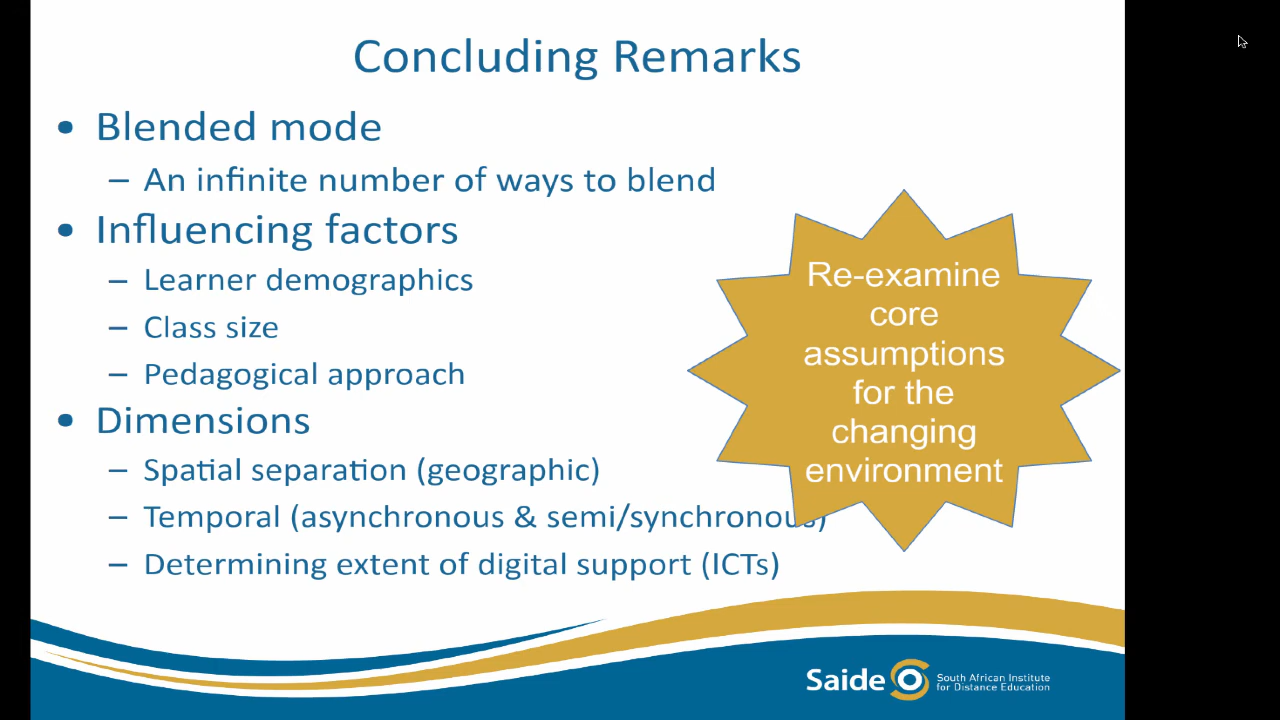 Concluding Remarks
• Blended mode
– An infinite number of ways to blend
• Influencing factors
– Learner demographics
– Class size
– Pedagogical approach
• Dimensions
– Spatial separation (geographic)
– Temporal (asynchronous & semi/synchronous)
– Determining extent of digital support (ICTs)
Re-examine
core
assumptions
for the
changing
environment
Saide
South African Institute
for Distance Education